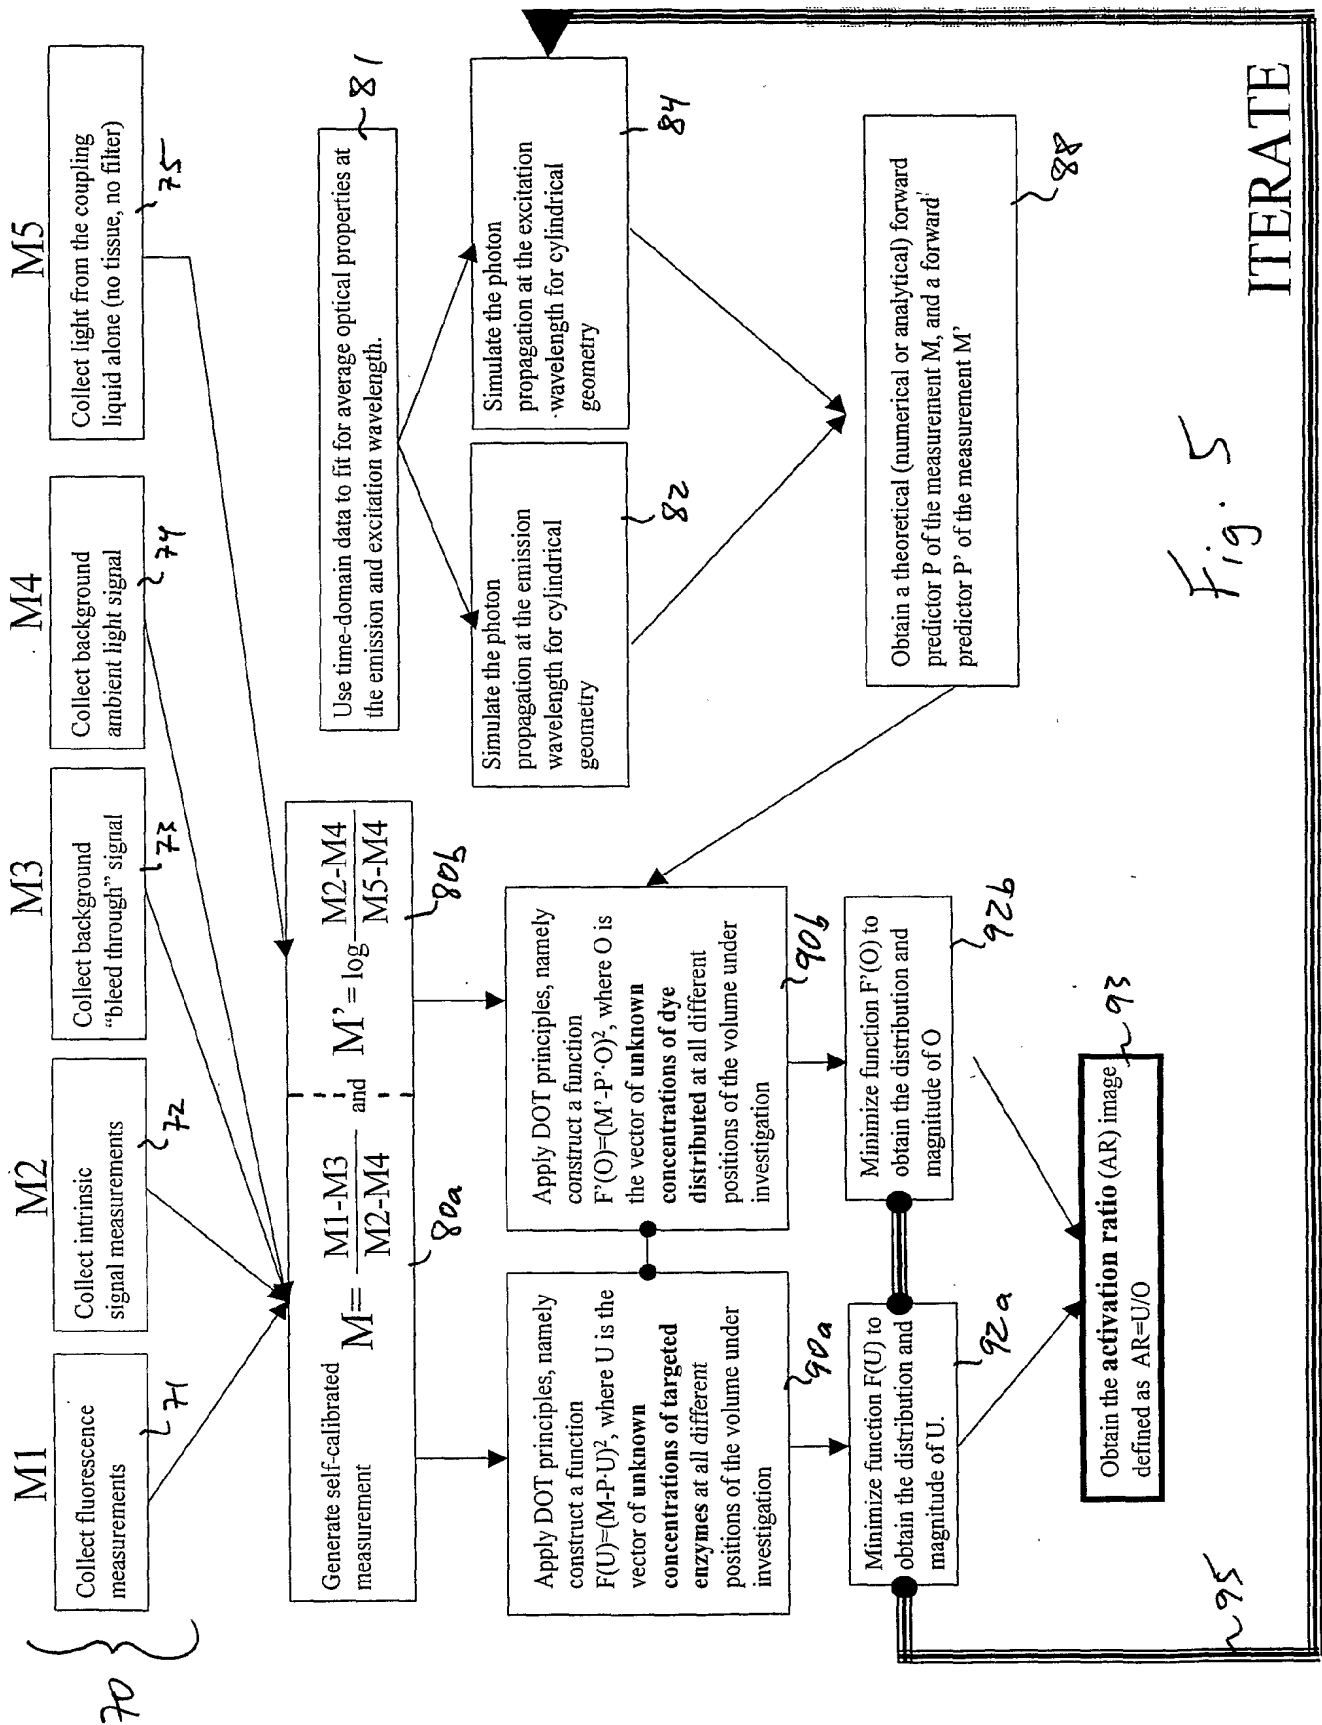 M1
M2
M3
M4
M5
70
Collect fluorescence
measurements
71
Collect intrinsic
signal measurements
72
Collect background
“bleed through” signal
73
Collect background
ambient light signal
74
Collect light from the coupling
liquid alone (no tissue, no filter)
75
Generate self-calibrated
measurement
M= M1-M3 / M2-M4 and M' = log M2-M4 / M5-M4
80a
80b
Use time-domain data to fit for average optical properties at
the emission and excitation wavelength.
81
Simulate the photon
propagation at the emission
wavelength for cylindrical
geometry
82
Simulate the photon
propagation at the excitation
wavelength for cylindrical
geometry
84
Obtain a theoretical (numerical or analytical) forward
predictor P of the measurement M, and a forward
predictor P' of the measurement M'
88
Apply DOT principles, namely
construct a function
F(U)=(M-P·U)², where U is the
vector of unknown
concentrations of targeted
enzymes at all different
positions of the volume under
investigation
90a
Apply DOT principles, namely
construct a function
F'(O)=(M'-P'·O)², where O is
the vector of unknown
concentrations of dye
distributed at all different
positions of the volume under
investigation
90b
Minimize function F(U) to
obtain the distribution and
magnitude of U.
92a
Minimize function F'(O) to
obtain the distribution and
magnitude of O
92b
Obtain the activation ratio (AR) image
defined as AR=U/O
93
95
ITERATE
Fig. 5